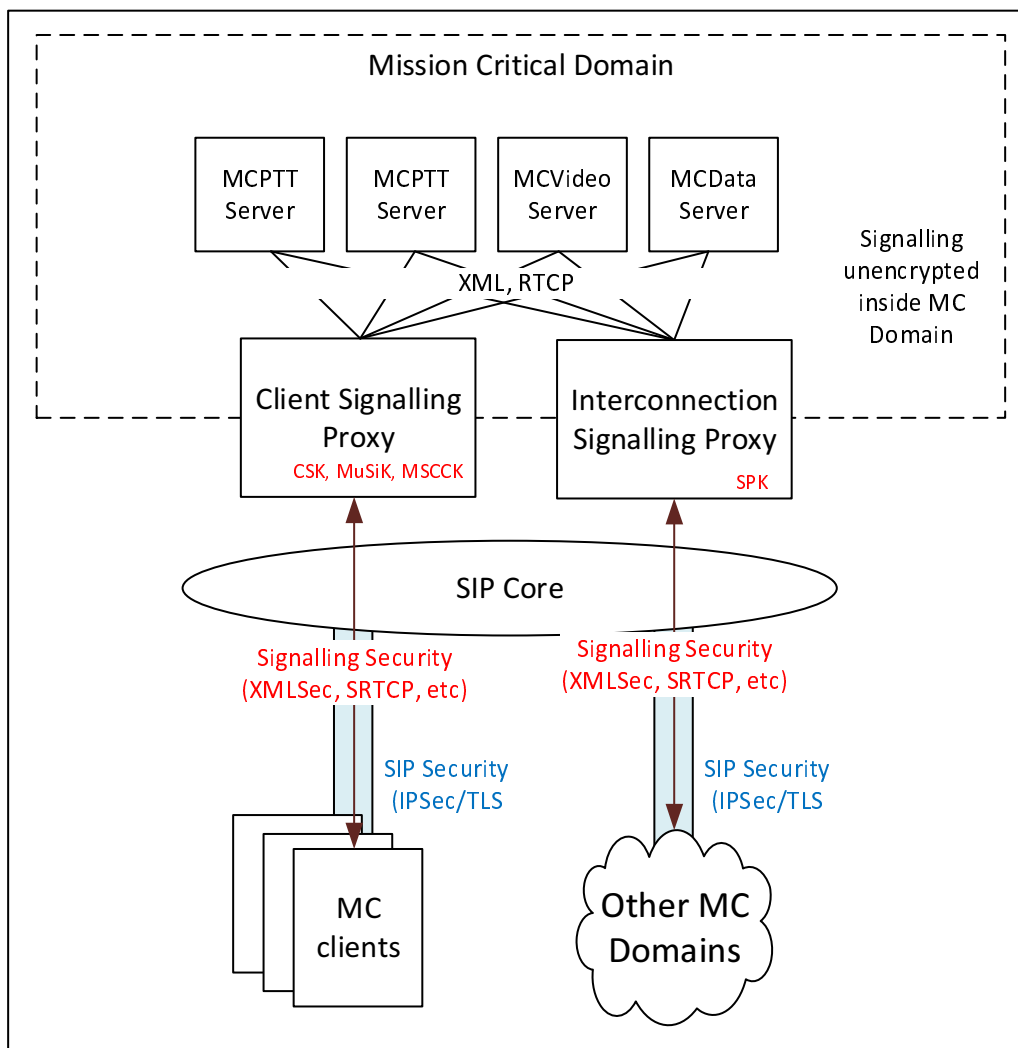 Mission Critical Domain
MCPTT
Server
MCPTT
Server
MCVideo
Server
MCData
Server
Signalling
unencrypted
inside MC
Domain
XML, RTCP
Client Signalling
Proxy
CSK, MuSiK, MSCCK
Interconnection
Signalling Proxy
SPK
SIP Core
Signalling Security
(XMLSec, SRTCP, etc)
Signalling Security
(XMLSec, SRTCP, etc)
SIP Security
(IPSec/TLS
SIP Security
(IPSec/TLS
MC
clients
Other MC
Domains